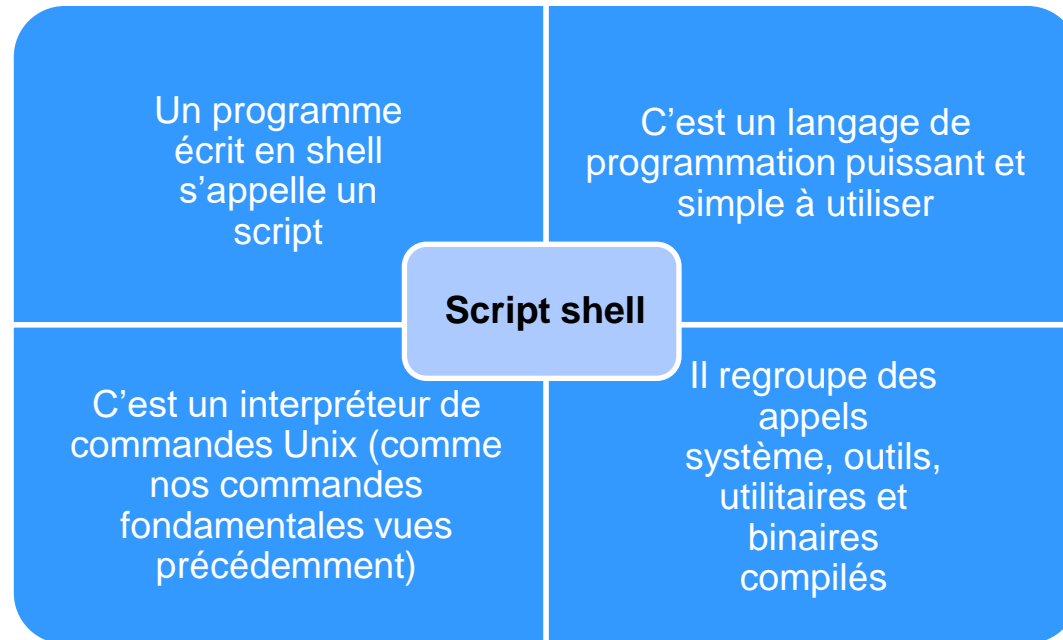 Un programme
écrit en shell
s’appelle un
script
C’est un langage de
programmation puissant et
simple à utiliser
Script shell
C’est un interpréteur de
commandes Unix (comme
nos commandes
fondamentales vues
précédemment)
Il regroupe des
appels
système, outils,
utilitaires et
binaires
compilés